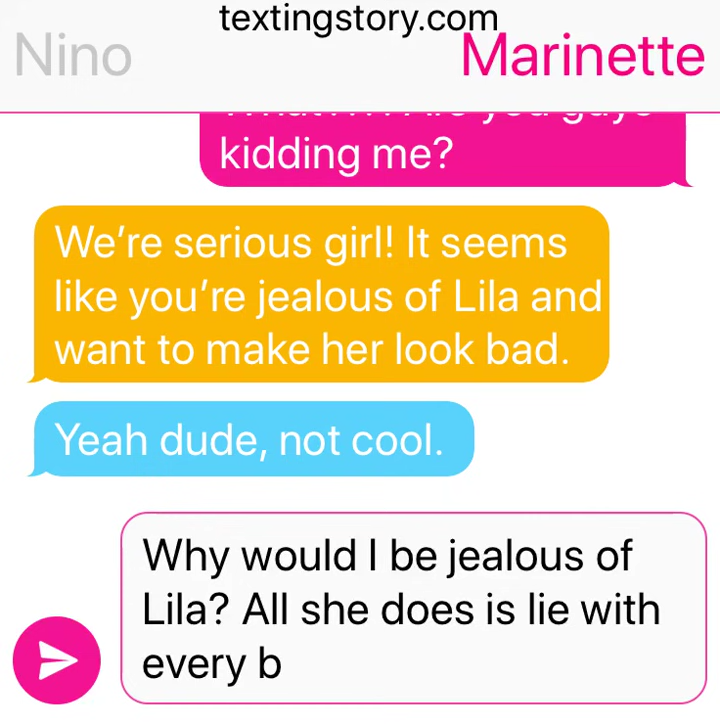 textingstory.com
Nino
Marinette
kidding me?
We're serious girl! It seems
like you're jealous of Lila and
want to make her look bad.
Yeah dude, not cool.
Why would I be jealous of
Lila? All she does is lie with
every b